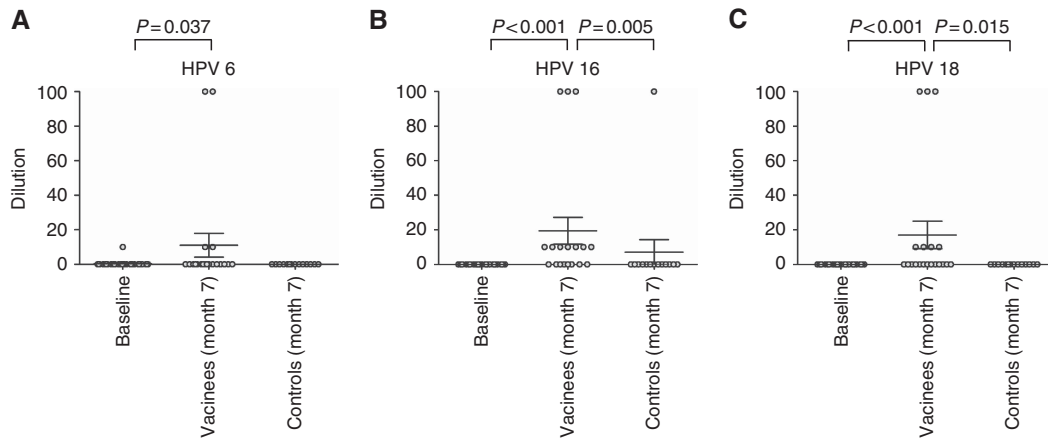 A
P=0.037
HPV 6
Dilution
100
80
60
40
20
0
Baseline
Vacinees (month 7)
Controls (month 7)
B
P<0.001
P=0.005
HPV 16
Dilution
100
80
60
40
20
0
Baseline
Vacinees (month 7)
Controls (month 7)
C
P<0.001
P=0.015
HPV 18
Dilution
100
80
60
40
20
0
Baseline
Vacinees (month 7)
Controls (month 7)